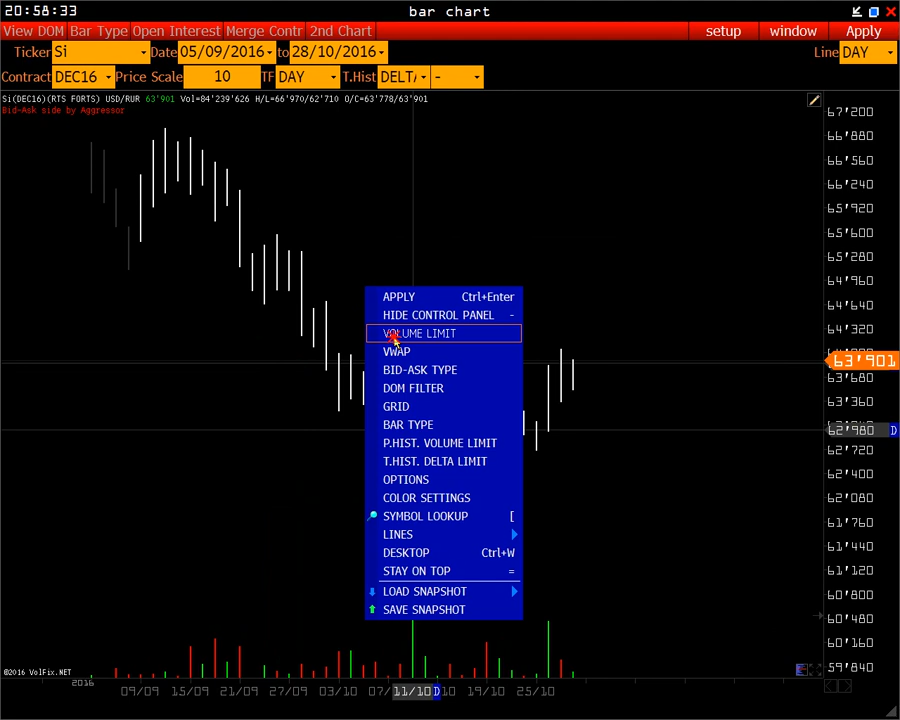 20:58:33 bar chart
View DOM Bar Type Open Interest Merge Contr 2nd Chart setup window Apply
Ticker Si Date 05/09/2016 to 28/10/2016 Line DAY
Contract DEC16 Price Scale 10 TF DAY T.Hist DELT -
Si(DEC16)(RTS FORTS) USD/RUR 63'901 Vol=84'239'626 H/L=66'970/62'710 O/C=63'778/63'901
Bid-Ask side by Aggressor
67'200
66'880
66'560
66'240
65'920
65'600
65'280
64'960
64'640
64'320
63'901
63'680
63'360
62'980 D
62'720
62'400
62'080
61'760
61'440
61'120
60'800
60'480
60'160
59'840
APPLY Ctrl+Enter
HIDE CONTROL PANEL -
VOLUME LIMIT
VWAP
BID-ASK TYPE
DOM FILTER
GRID
BAR TYPE
P.HIST. VOLUME LIMIT
T.HIST. DELTA LIMIT
OPTIONS
COLOR SETTINGS
SYMBOL LOOKUP [
LINES
DESKTOP Ctrl+W
STAY ON TOP =
LOAD SNAPSHOT
SAVE SNAPSHOT
©2016 VolFix.NET
2016
09/09 15/09 21/09 27/09 03/10 07/ 11/10 D 10 19/10 25/10